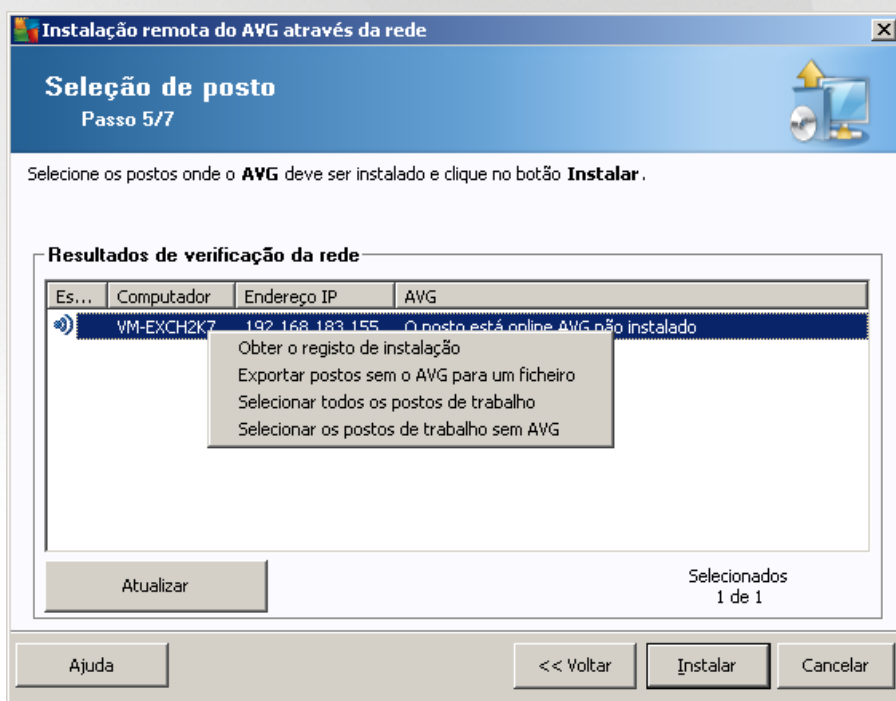 Instalação remota do AVG através da rede
Seleção de posto
Passo 5/7
Selecione os postos onde o AVG deve ser instalado e clique no botão Instalar.
Resultados de verificação da rede
Es... Computador Endereço IP AVG
VM-EXCH2K7 192.168.183.155 O posto está online AVG não instalado
Obter o registo de instalação
Exportar postos sem o AVG para um ficheiro
Selecionar todos os postos de trabalho
Selecionar os postos de trabalho sem AVG
Atualizar
Selecionados
1 de 1
Ajuda << Voltar Instalar Cancelar